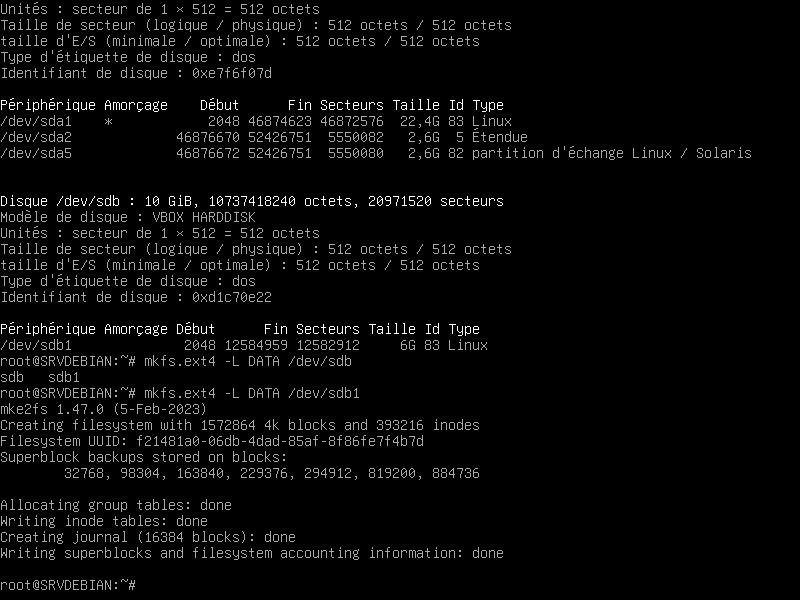 Unités : secteur de 1 × 512 = 512 octets
Taille de secteur (logique / physique) : 512 octets / 512 octets
taille d'E/S (minimale / optimale) : 512 octets / 512 octets
Type d'étiquette de disque : dos
Identifiant de disque : 0xe7f6f07d
Périphérique Amorçage    Début      Fin Secteurs Taille Id Type
/dev/sda1    *            2048 46874623 46872576  22,4G 83 Linux
/dev/sda2             46876670 52426751  5550082   2,6G  5 Étendue
/dev/sda5             46876672 52426751  5550080   2,6G 82 partition d'échange Linux / Solaris
Disque /dev/sdb : 10 GiB, 10737418240 octets, 20971520 secteurs
Modèle de disque : VBOX HARDDISK
Unités : secteur de 1 × 512 = 512 octets
Taille de secteur (logique / physique) : 512 octets / 512 octets
taille d'E/S (minimale / optimale) : 512 octets / 512 octets
Type d'étiquette de disque : dos
Identifiant de disque : 0xd1c70e22
Périphérique Amorçage Début      Fin Secteurs Taille Id Type
/dev/sdb1              2048 12584959 12582912     6G 83 Linux
root@SRVDEBIAN:~# mkfs.ext4 -L DATA /dev/sdb
sdb   sdb1
root@SRVDEBIAN:~# mkfs.ext4 -L DATA /dev/sdb1
mke2fs 1.47.0 (5-Feb-2023)
Creating filesystem with 1572864 4k blocks and 393216 inodes
Filesystem UUID: f21481a0-06db-4dad-85af-8f86fe7f4b7d
Superblock backups stored on blocks:
        32768, 98304, 163840, 229376, 294912, 819200, 884736
Allocating group tables: done
Writing inode tables: done
Creating journal (16384 blocks): done
Writing superblocks and filesystem accounting information: done
root@SRVDEBIAN:~#